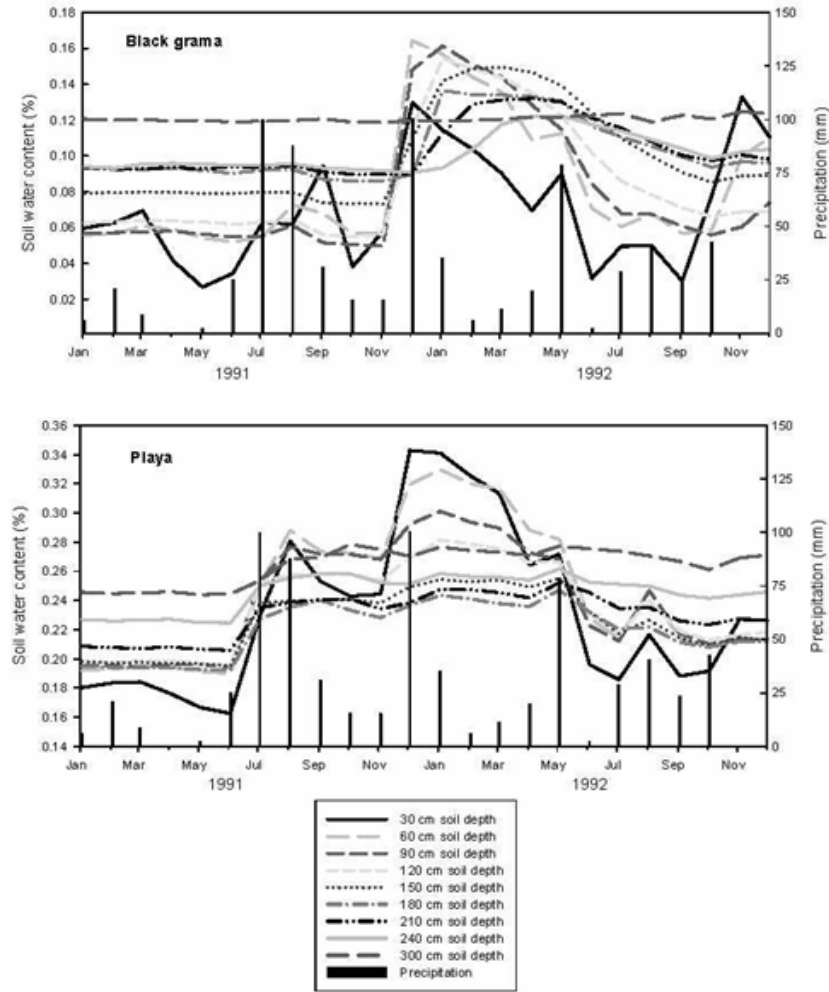 Black grama
Soil water content (%)
0.18
0.16
0.14
0.12
0.10
0.08
0.06
0.04
0.02
150
125
100
75
50
25
0
Precipitation (mm)
Jan Mar May Jul Sep Nov Jan Mar May Jul Sep Nov
1991 1992
Playa
Soil water content (%)
0.36
0.34
0.32
0.30
0.28
0.26
0.24
0.22
0.20
0.18
0.16
0.14
150
125
100
75
50
25
0
Precipitation (mm)
Jan Mar May Jul Sep Nov Jan Mar May Jul Sep Nov
1991 1992
30 cm soil depth
60 cm soil depth
90 cm soil depth
120 cm soil depth
150 cm soil depth
180 cm soil depth
210 cm soil depth
240 cm soil depth
300 cm soil depth
Precipitation